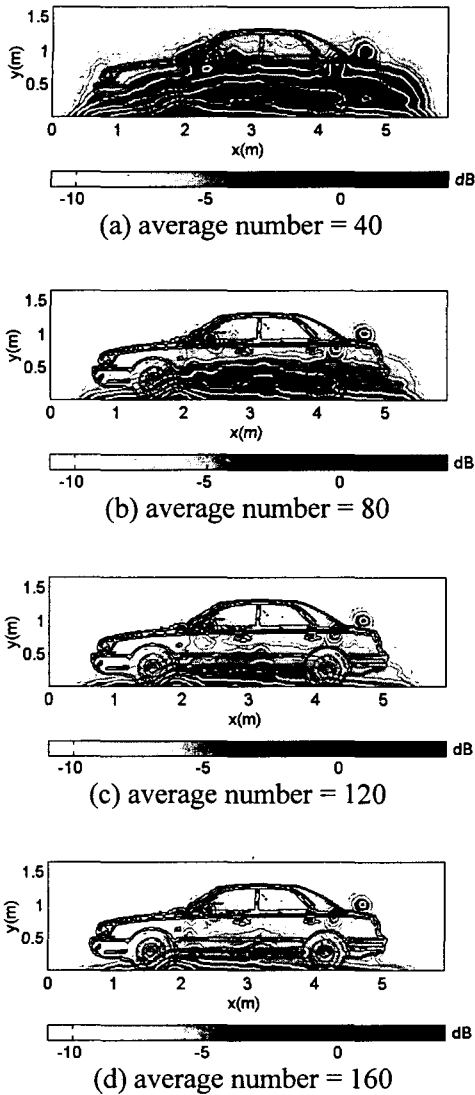 1.5
y(m)
1
0.5
0 1 2 3 4 5
x(m)
dB
-10 -5 0
(a) average number = 40
1.5
y(m)
1
0.5
0 1 2 3 4 5
x(m)
dB
-10 -5 0
(b) average number = 80
1.5
y(m)
1
0.5
0 1 2 3 4 5
x(m)
dB
-10 -5 0
(c) average number = 120
1.5
y(m)
1
0.5
0 1 2 3 4 5
x(m)
dB
-10 -5 0
(d) average number = 160